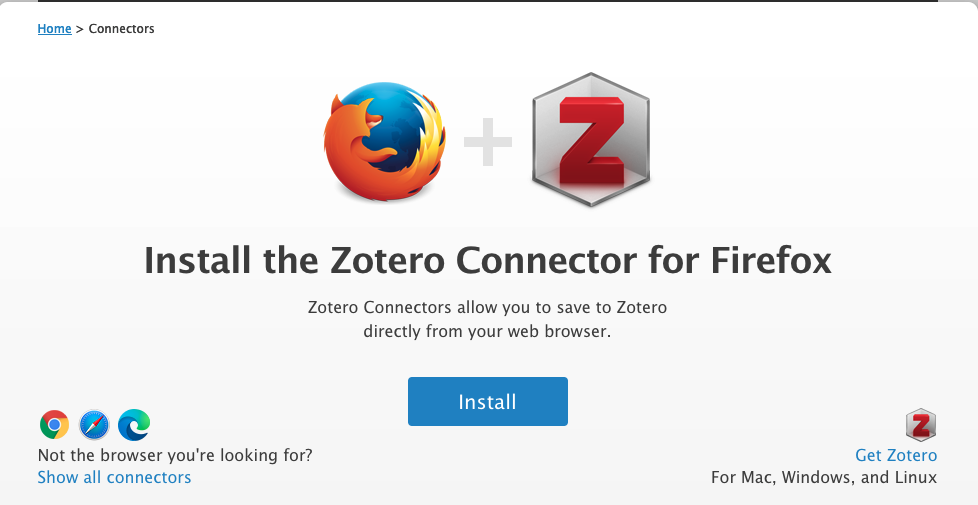 Home > Connectors
Z
Install the Zotero Connector for Firefox
Zotero Connectors allow you to save to Zotero
directly from your web browser.
Install
Not the browser you're looking for?
Show all connectors
Z
Get Zotero
For Mac, Windows, and Linux